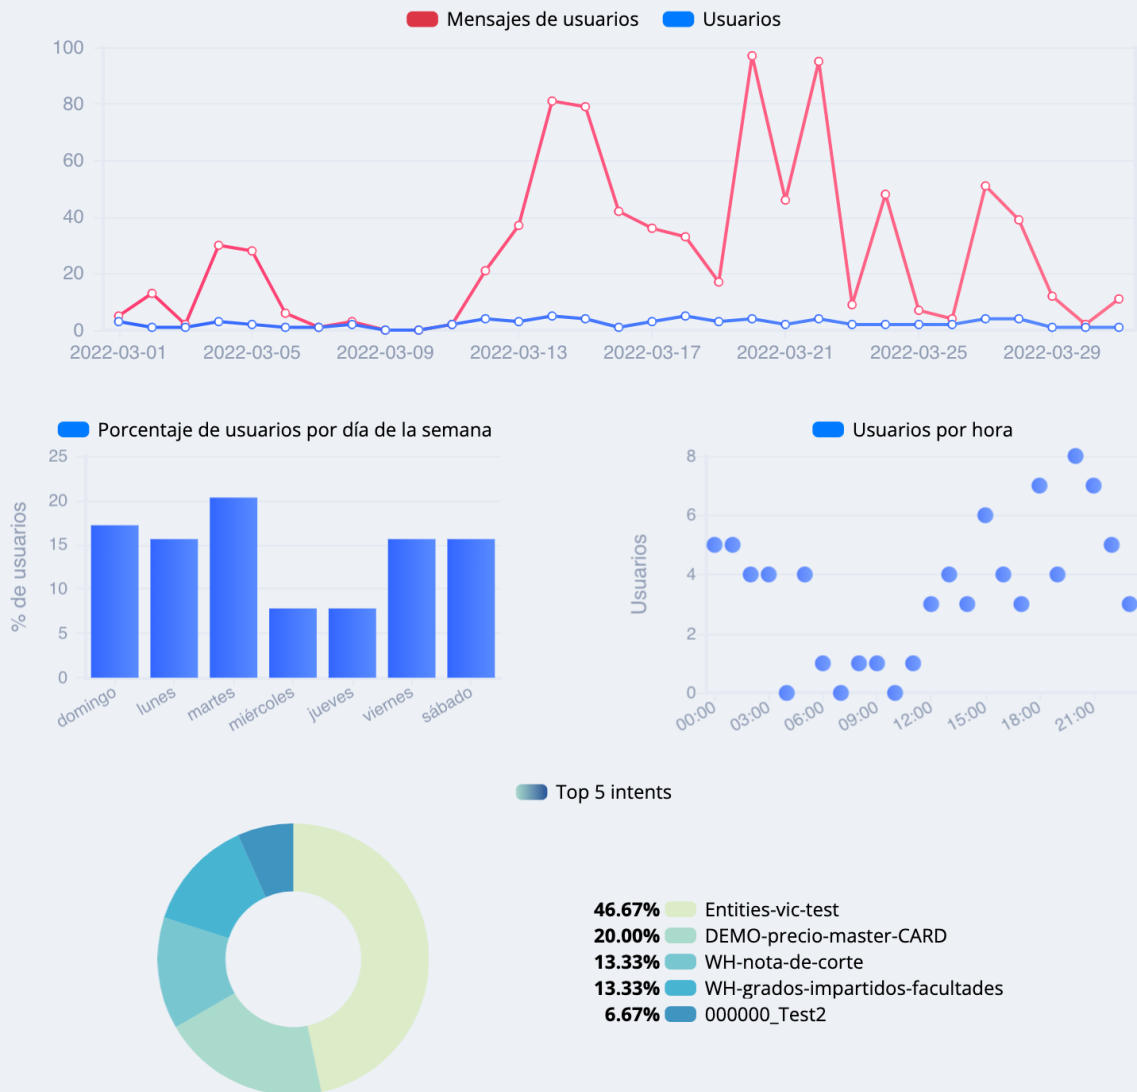 Mensajes de usuarios Usuarios
100
80
60
40
20
0
2022-03-01 2022-03-05 2022-03-09 2022-03-13 2022-03-17 2022-03-21 2022-03-25 2022-03-29
Porcentaje de usuarios por día de la semana
% de usuarios
25
20
15
10
5
0
domingo lunes martes miércoles jueves viernes sábado
Usuarios por hora
Usuarios
8
6
4
2
0
00:00 03:00 06:00 09:00 12:00 15:00 18:00 21:00
Top 5 intents
46.67% Entities-vic-test
20.00% DEMO-precio-master-CARD
13.33% WH-nota-de-corte
13.33% WH-grados-impartidos-facultades
6.67% 000000_Test2